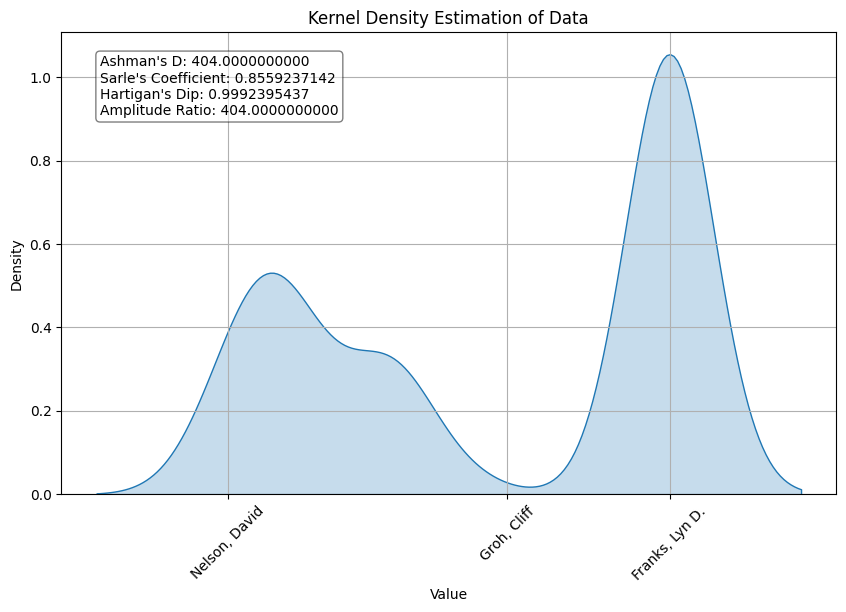 Kernel Density Estimation of Data
Ashman's D: 404.0000000000
Sarle's Coefficient: 0.8559237142
Hartigan's Dip: 0.9992395437
Amplitude Ratio: 404.0000000000
1.0
0.8
0.6
0.4
0.2
0.0
Density
Nelson, David
Groh, Cliff
Franks, Lyn D.
Value